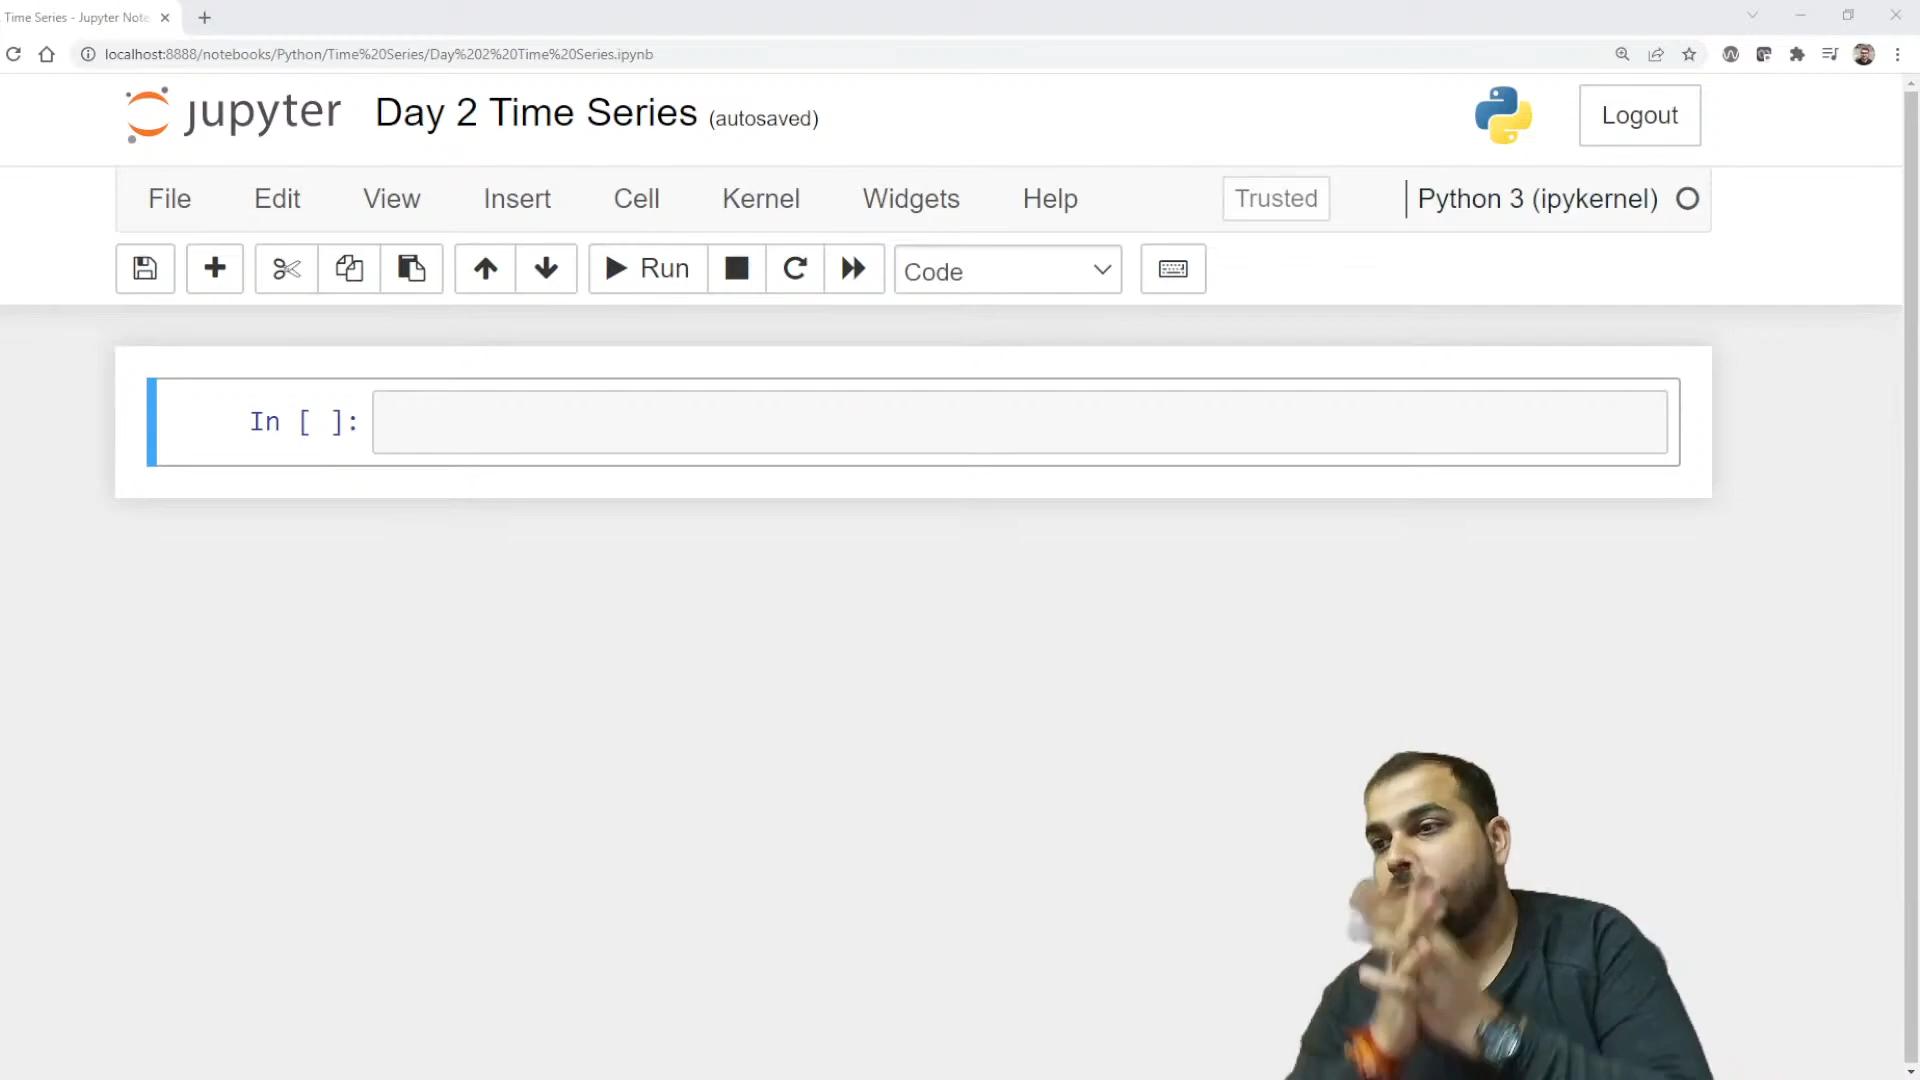 Time Series - Jupyter Note
localhost:8888/notebooks/Python/Time%20Series/Day%202%20Time%20Series.ipynb
jupyter Day 2 Time Series (autosaved)
Logout
File Edit View Insert Cell Kernel Widgets Help Trusted Python 3 (ipykernel)
Run Code
In [ ]: